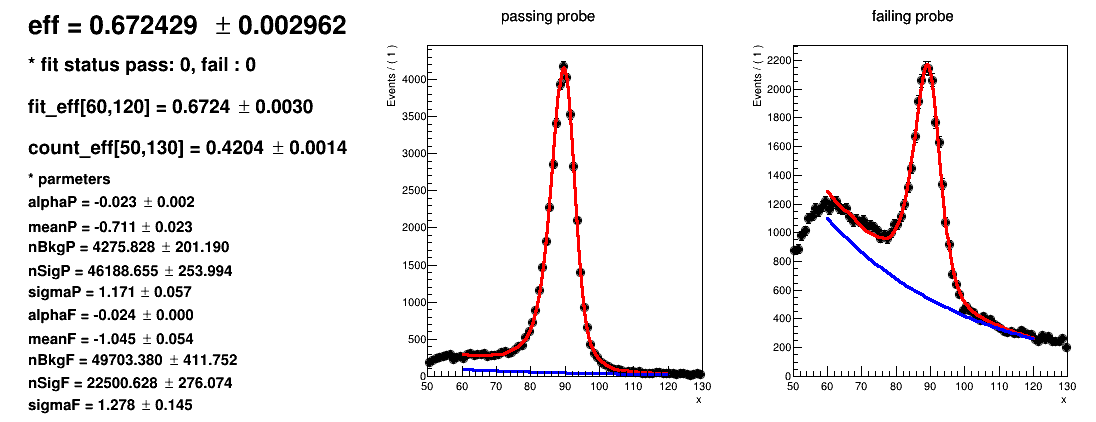 eff = 0.672429 ± 0.002962
* fit status pass: 0, fail : 0
fit_eff[60,120] = 0.6724 ± 0.0030
count_eff[50,130] = 0.4204 ± 0.0014
* parmeters
alphaP = -0.023 ± 0.002
meanP = -0.711 ± 0.023
nBkgP = 4275.828 ± 201.190
nSigP = 46188.655 ± 253.994
sigmaP = 1.171 ± 0.057
alphaF = -0.024 ± 0.000
meanF = -1.045 ± 0.054
nBkgF = 49703.380 ± 411.752
nSigF = 22500.628 ± 276.074
sigmaF = 1.278 ± 0.145
passing probe
Events / ( 1 )
4000
3500
3000
2500
2000
1500
1000
500
0
50 60 70 80 90 100 110 120 130
x
failing probe
Events / ( 1 )
2200
2000
1800
1600
1400
1200
1000
800
600
400
200
0
50 60 70 80 90 100 110 120 130
x